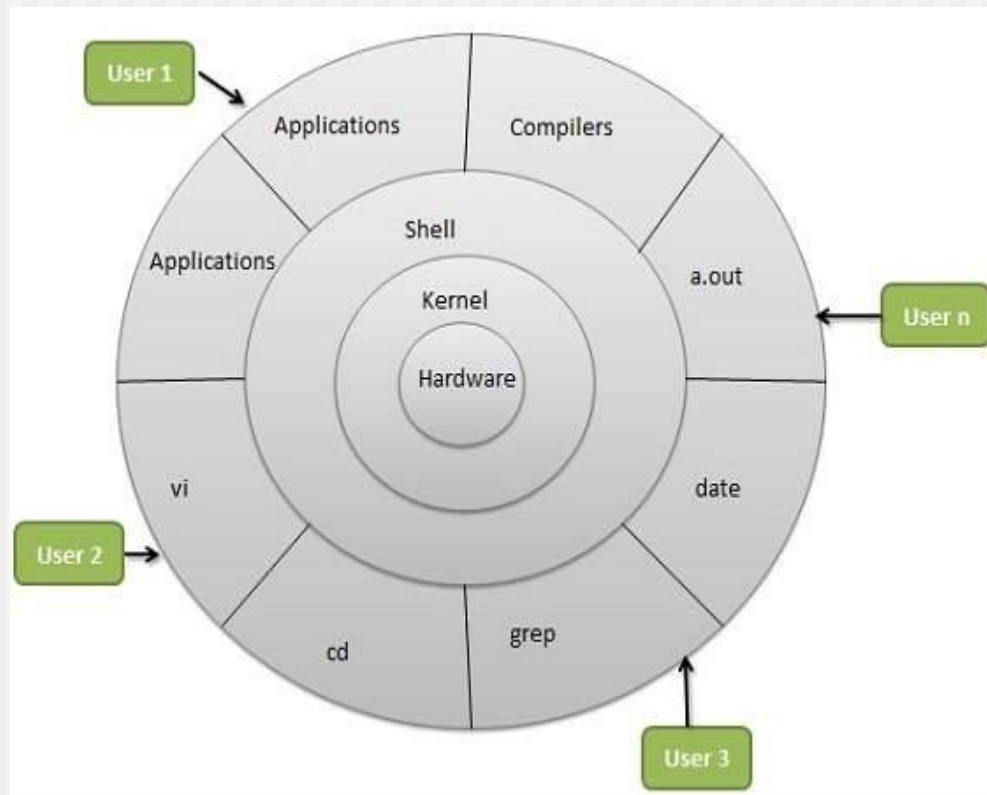 User 1
Applications
Compilers
Shell
Applications
a.out
Kernel
User n
Hardware
vi
date
User 2
grep
cd
User 3